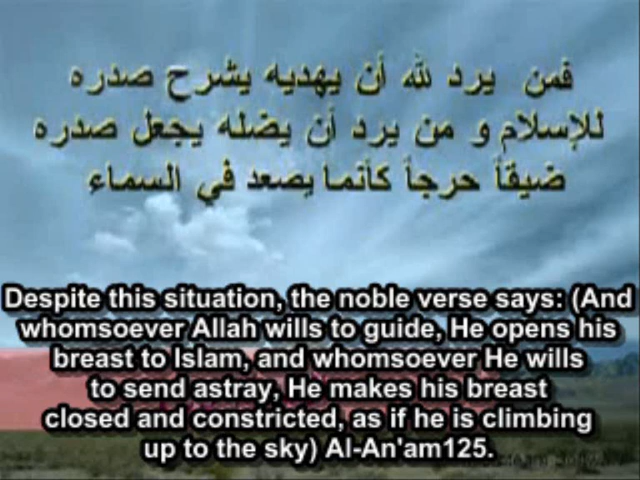 فمن يرد لله أن يهديه يشرح صدره
للإسلام و من يرد أن يضله يجعل صدره
ضيقاً حرجاً كأنما يصعد في السماء
Despite this situation, the noble verse says: (And
whomsoever Allah wills to guide, He opens his
breast to Islam, and whomsoever He wills
to send astray, He makes his breast
closed and constricted, as if he is climbing
up to the sky) Al-An'am125.